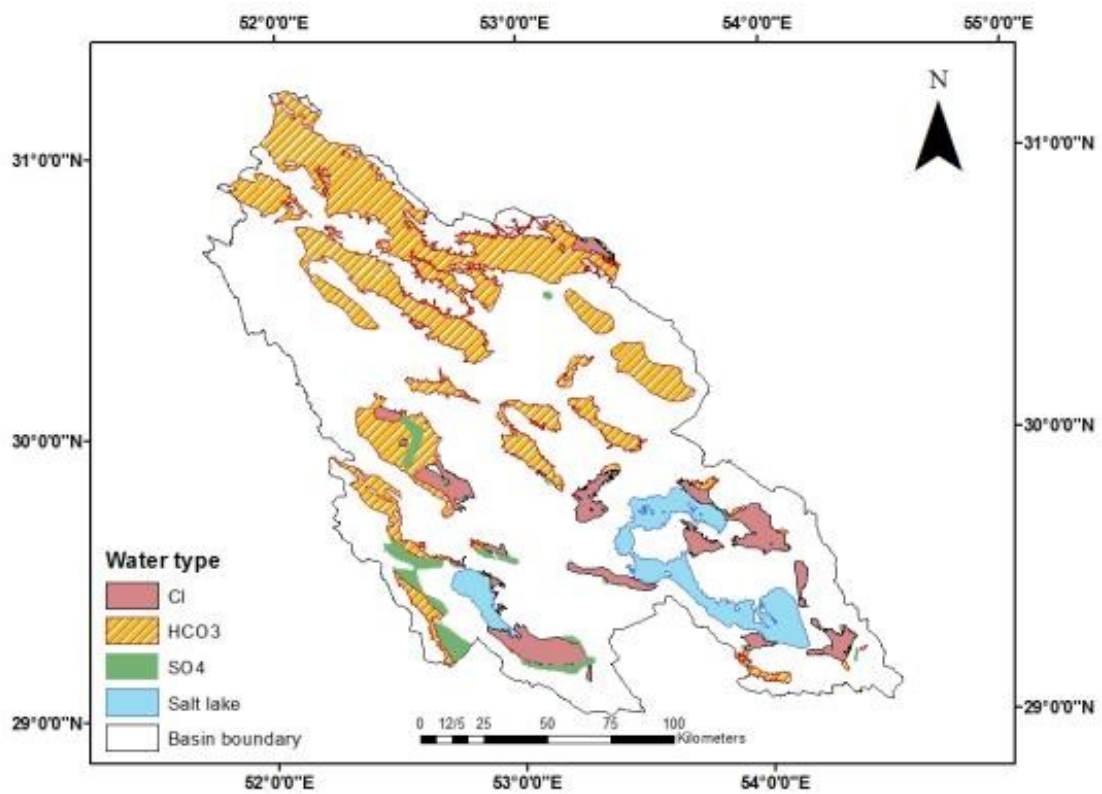 52°0'0"E 53°0'0"E 54°0'0"E 55°0'0"E
N
31°0'0"N 31°0'0"N
30°0'0"N 30°0'0"N
Water type
Cl
HCO3
SO4
Salt lake
Basin boundary
29°0'0"N 29°0'0"N
0 12/5 25 50 75 100
Kilometers
52°0'0"E 53°0'0"E 54°0'0"E